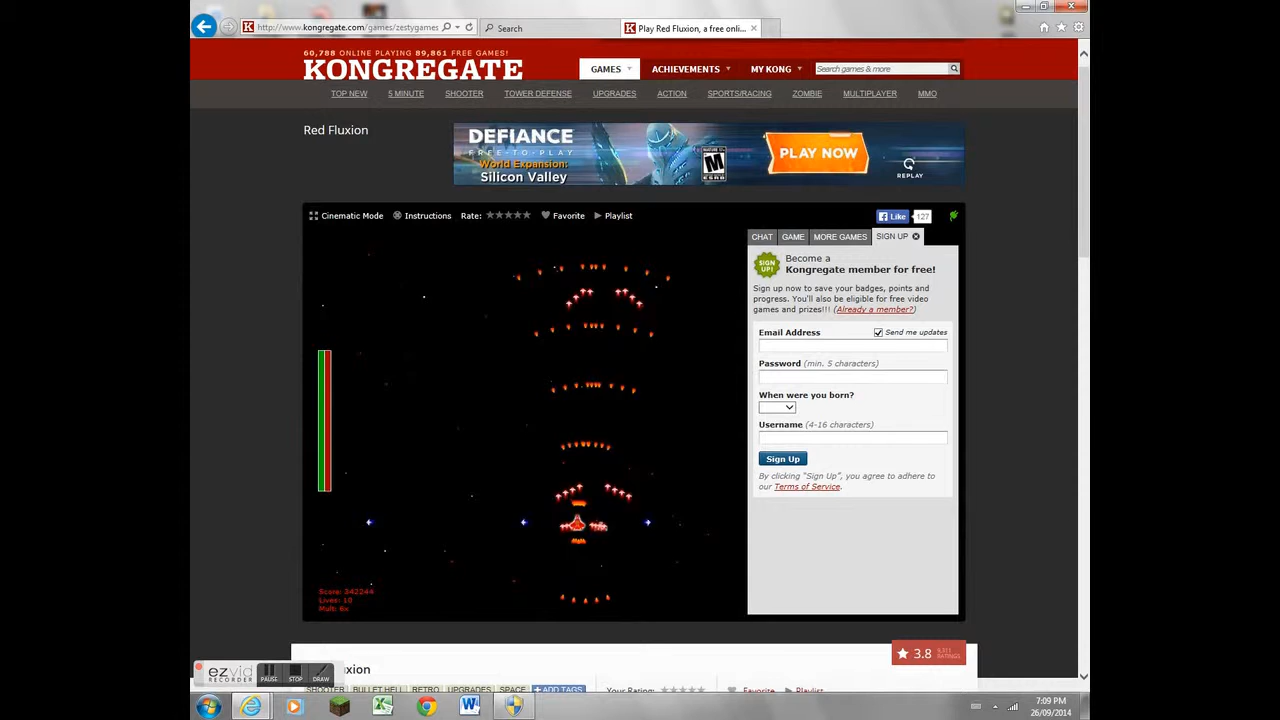 http://www.kongregate.com/games/zestygames
Search
Play Red Fluxion, a free onli...
60,788 ONLINE PLAYING 89,861 FREE GAMES!
KONGREGATE
GAMES
ACHIEVEMENTS
MY KONG
Search games & more
TOP NEW
5 MINUTE
SHOOTER
TOWER DEFENSE
UPGRADES
ACTION
SPORTS/RACING
ZOMBIE
MULTIPLAYER
MMO
Red Fluxion
DEFIANCE
FREE-TO-PLAY
World Expansion:
Silicon Valley
M
PLAY NOW
REPLAY
Cinematic Mode
Instructions
Rate:
Favorite
Playlist
Like
127
CHAT
GAME
MORE GAMES
SIGN UP
SIGN UP!
Become a
Kongregate member for free!
Sign up now to save your badges, points and
progress. You'll also be eligible for free video
games and prizes!!! (Already a member?)
Email Address
Send me updates
Password (min. 5 characters)
When were you born?
Username (4-16 characters)
Sign Up
By clicking "Sign Up", you agree to adhere to
our Terms of Service.
Score: 342244
Lives: 10
Mult: 6x
3.8
RATINGS
ezvid
RECORDER
PAUSE
STOP
DRAW
SHOOTER
BULLET HELL
RETRO
UPGRADES
SPACE
ADD TAGS
Your Rating:
Favorite
Playlist
7:09 PM
26/09/2014